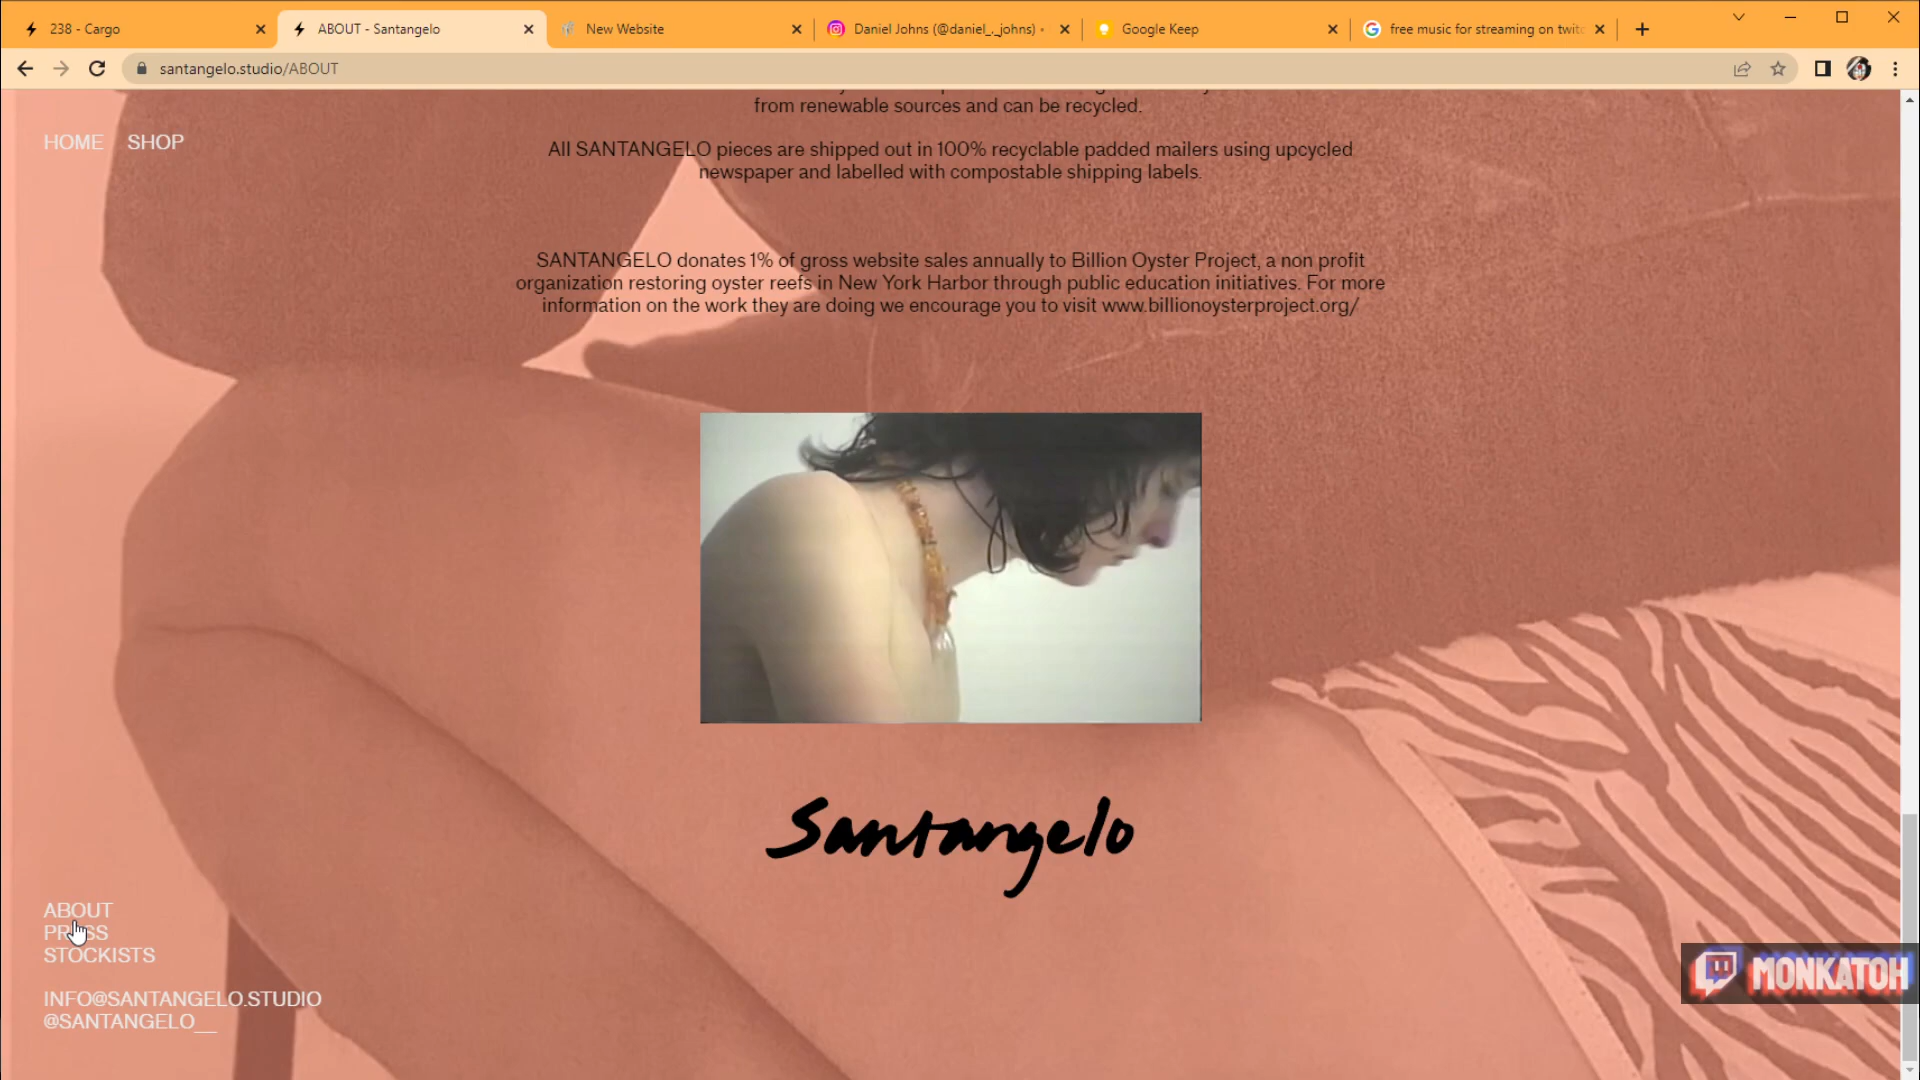 238 - Cargo
ABOUT - Santangelo
New Website
Daniel Johns (@daniel_._johns) •
Google Keep
free music for streaming on twitc
santangelo.studio/ABOUT
HOME SHOP
from renewable sources and can be recycled.
All SANTANGELO pieces are shipped out in 100% recyclable padded mailers using upcycled
newspaper and labelled with compostable shipping labels.
SANTANGELO donates 1% of gross website sales annually to Billion Oyster Project, a non profit
organization restoring oyster reefs in New York Harbor through public education initiatives. For more
information on the work they are doing we encourage you to visit www.billionoysterproject.org/
Santangelo
ABOUT
PRESS
STOCKISTS
INFO@SANTANGELO.STUDIO
@SANTANGELO__
MONKATOH